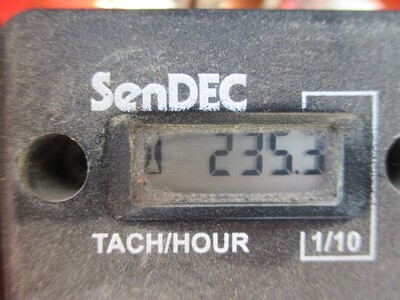 SenDEC
235.3
TACH/HOUR
1/10